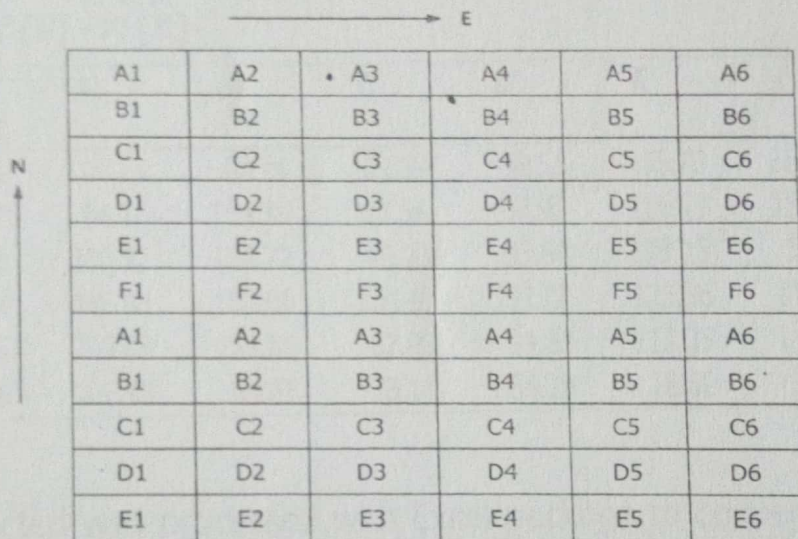 E
A1 A2 A3 A4 A5 A6
B1 B2 B3 B4 B5 B6
N
C1 C2 C3 C4 C5 C6
D1 D2 D3 D4 D5 D6
E1 E2 E3 E4 E5 E6
F1 F2 F3 F4 F5 F6
A1 A2 A3 A4 A5 A6
B1 B2 B3 B4 B5 B6
C1 C2 C3 C4 C5 C6
D1 D2 D3 D4 D5 D6
E1 E2 E3 E4 E5 E6